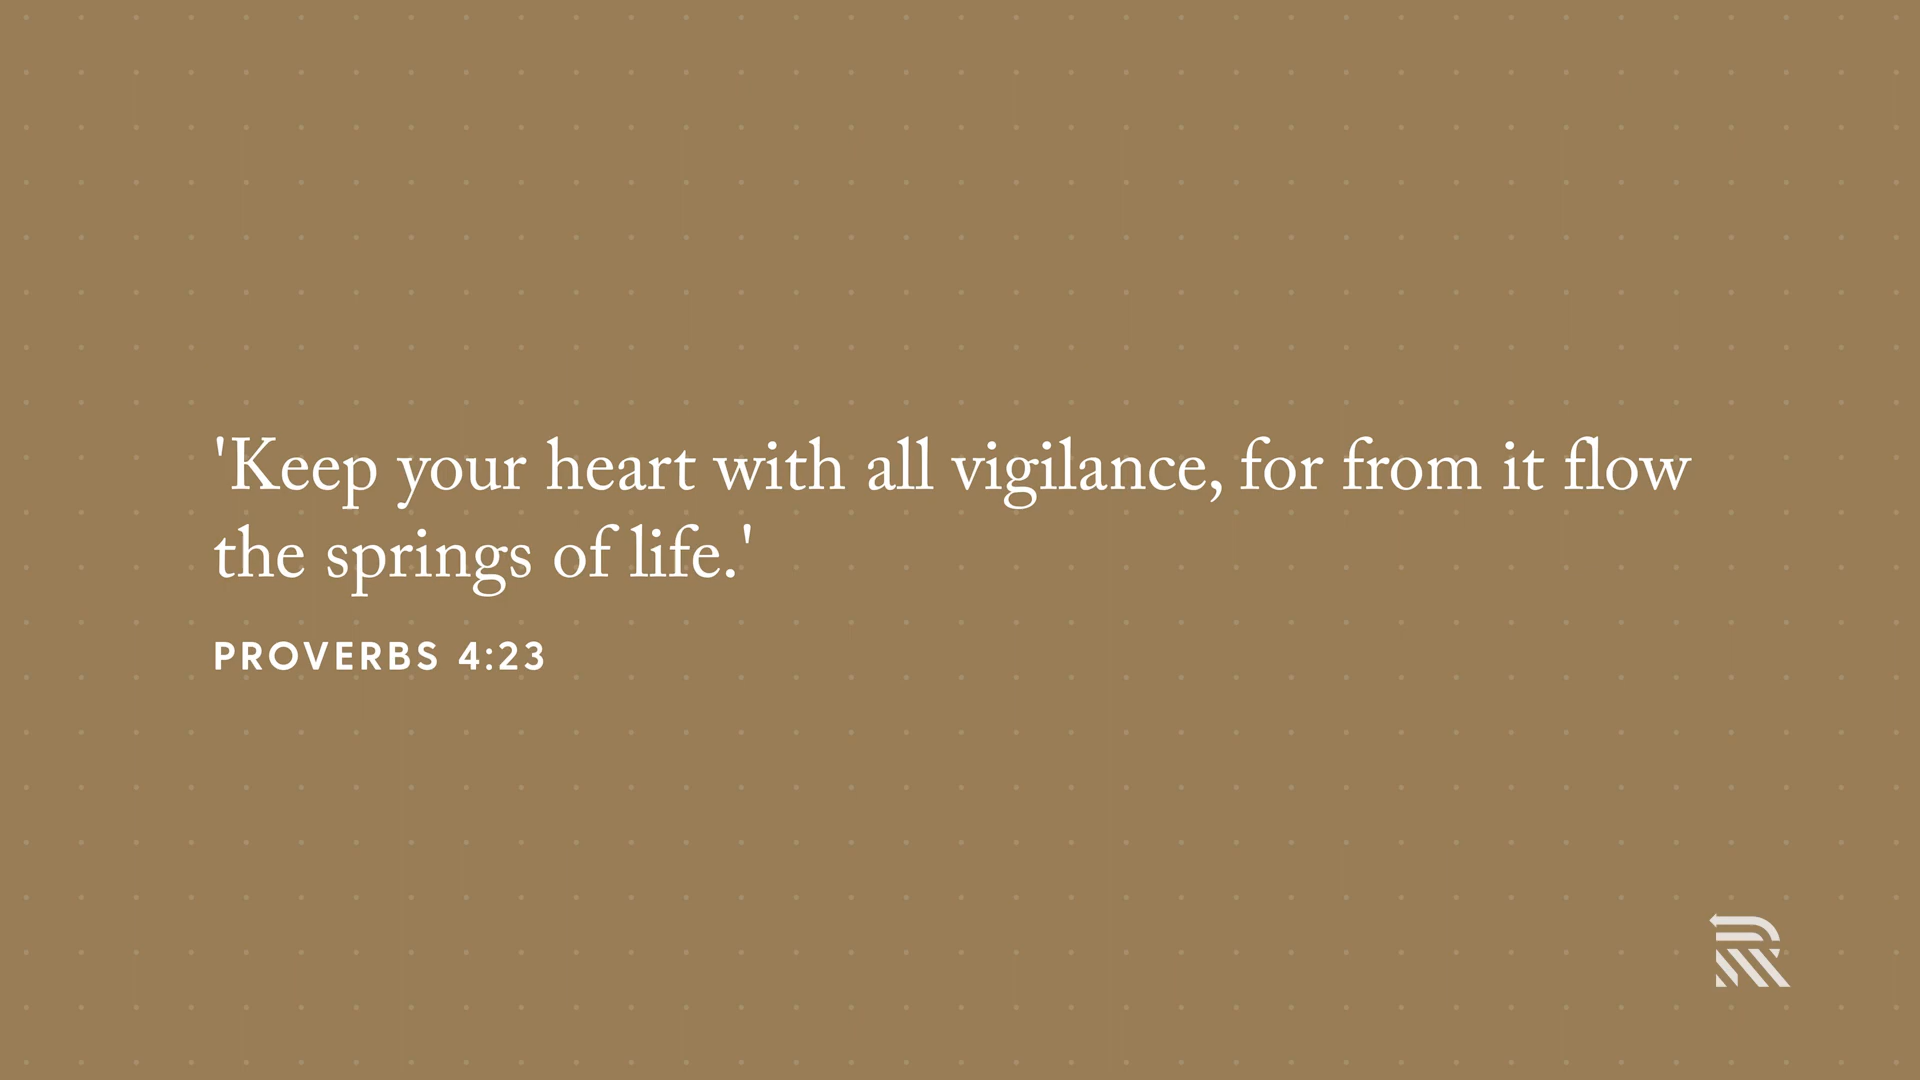 'Keep your heart with all vigilance, for from it flow
the springs of life.'
PROVERBS 4:23